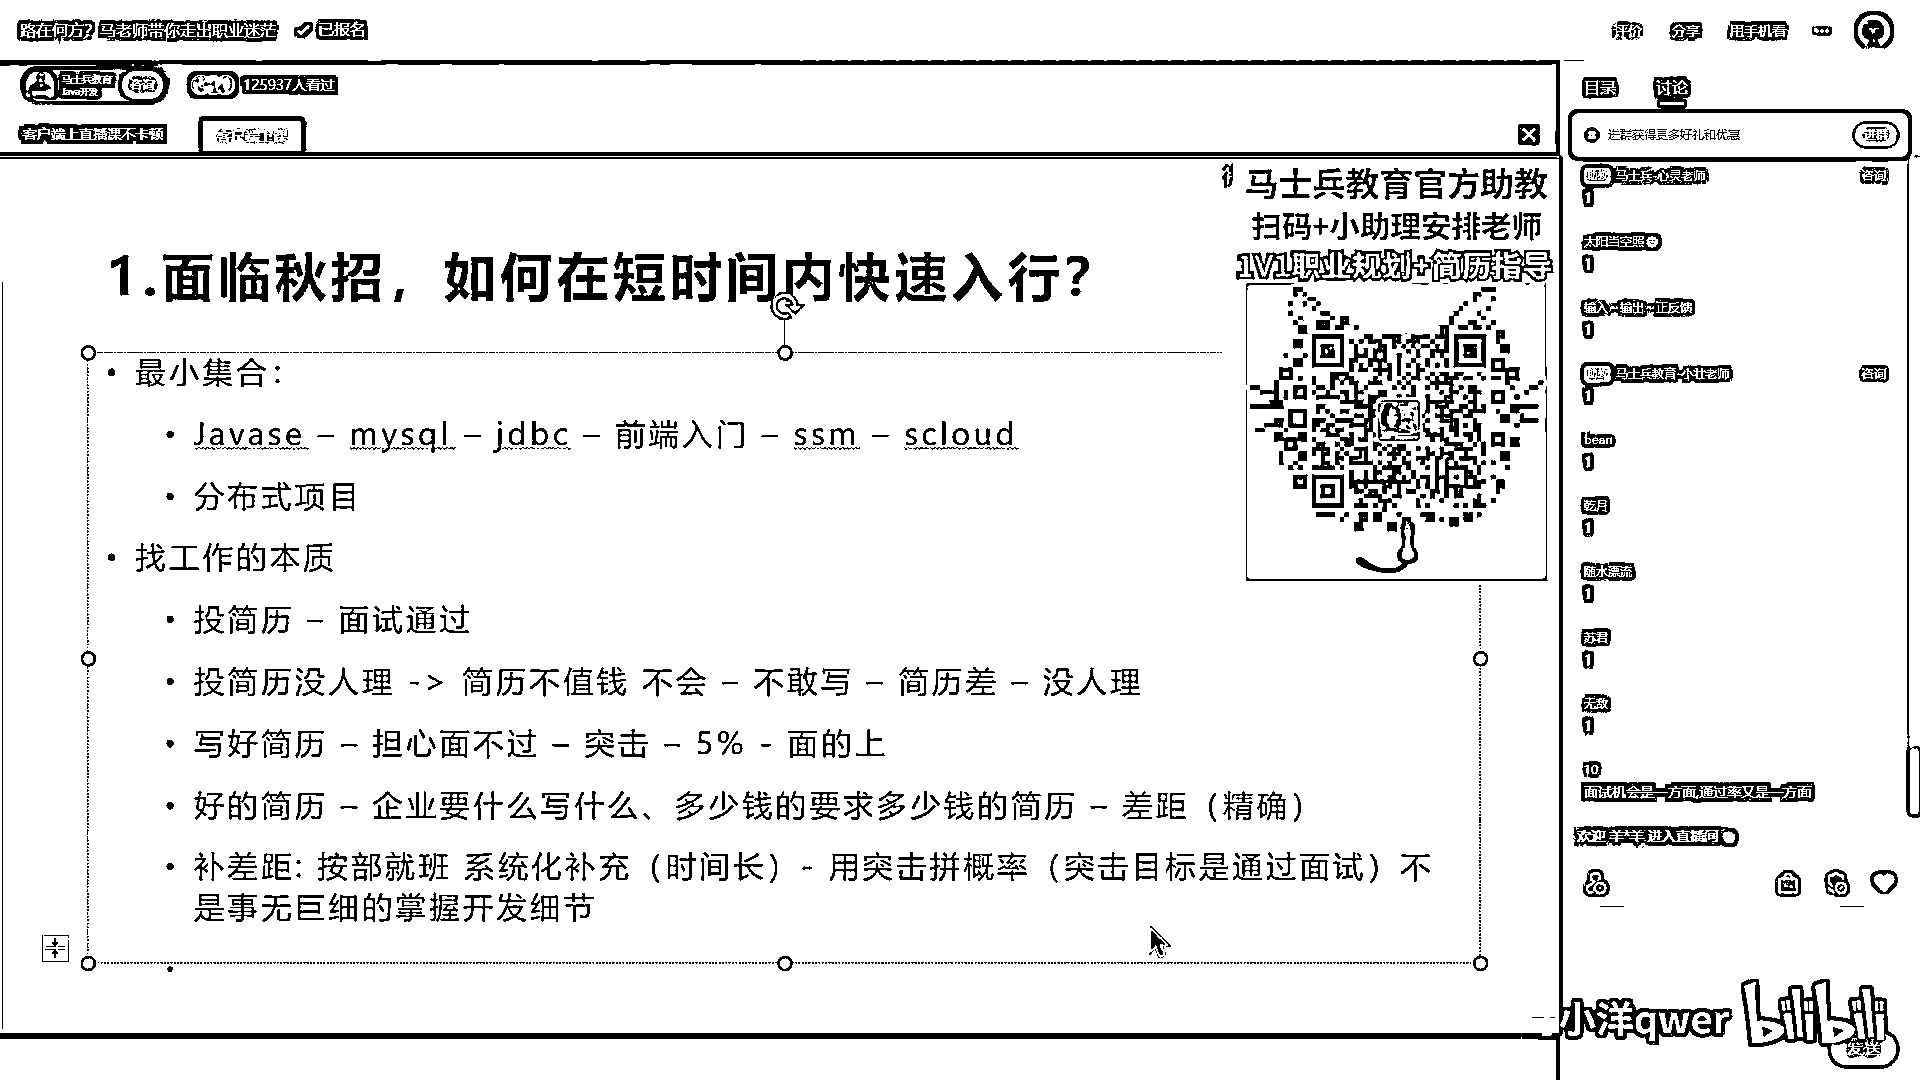 路在何方？马老师带你走出职业迷茫
已报名
评价
分享
用手机看
马士兵教育
Java开发
咨询
125937人看过
客户端上直播课不卡顿
目录
讨论
进群获得更多好礼和优惠
进群
马士兵教育官方助教
扫码+小助理安排老师
1V1职业规划+简历指导
1.面临秋招，如何在短时间内快速入行？
• 最小集合：
• Javase – mysql – jdbc – 前端入门 – ssm – scloud
• 分布式项目
• 找工作的本质
• 投简历 – 面试通过
• 投简历没人理 -> 简历不值钱 不会 – 不敢写 – 简历差 – 没人理
• 写好简历 – 担心面不过 – 突击 – 5% - 面的上
• 好的简历 – 企业要什么写什么、多少钱的要求多少钱的简历 – 差距（精确）
• 补差距: 按部就班 系统化补充（时间长）- 用突击拼概率（突击目标是通过面试）不
是事无巨细的掌握开发细节
马士兵-心灵老师
咨询
1
太阳当空照
1
输入~输出~正反馈
1
马士兵教育-小壮老师
咨询
1
bean
1
乾月
1
随水漂流
1
苏君
1
无敌
1
10
面试机会是一方面,通过率又是一方面
欢迎 羊*羊 进入直播间
小洋qwer
bilibili
发送